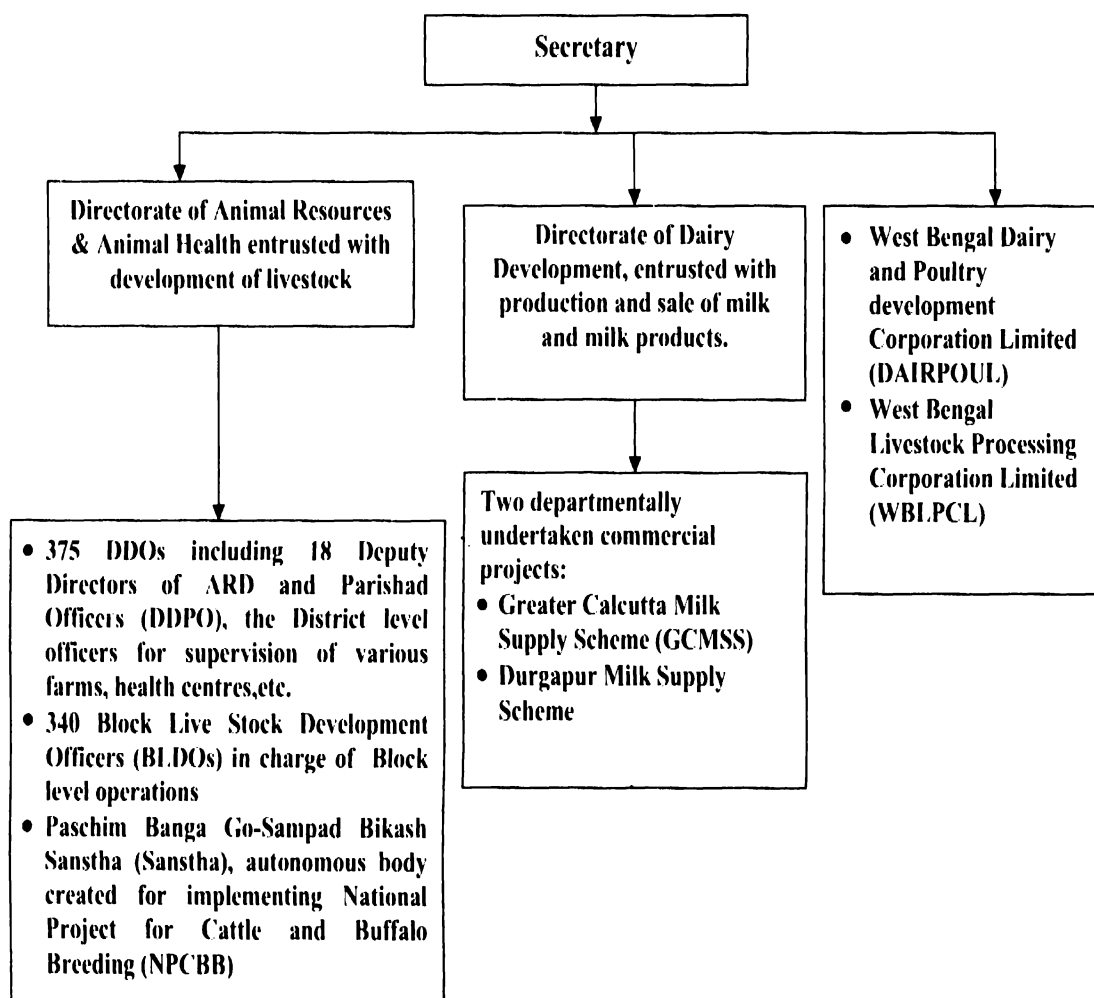 Secretary
Directorate of Animal Resources
& Animal Health entrusted with
development of livestock
Directorate of Dairy
Development, entrusted with
production and sale of milk
and milk products.
• West Bengal Dairy
and Poultry
development
Corporation Limited
(DAIRPOUL)
• West Bengal
Livestock Processing
Corporation Limited
(WBLPCL)
• 375 DDOs including 18 Deputy
Directors of ARD and Parishad
Officers (DDPO), the District level
officers for supervision of various
farms, health centres,etc.
• 340 Block Live Stock Development
Officers (BLDOs) in charge of Block
level operations
• Paschim Banga Go-Sampad Bikash
Sanstha (Sanstha), autonomous body
created for implementing National
Project for Cattle and Buffalo
Breeding (NPCBB)
Two departmentally
undertaken commercial
projects:
• Greater Calcutta Milk
Supply Scheme (GCMSS)
• Durgapur Milk Supply
Scheme